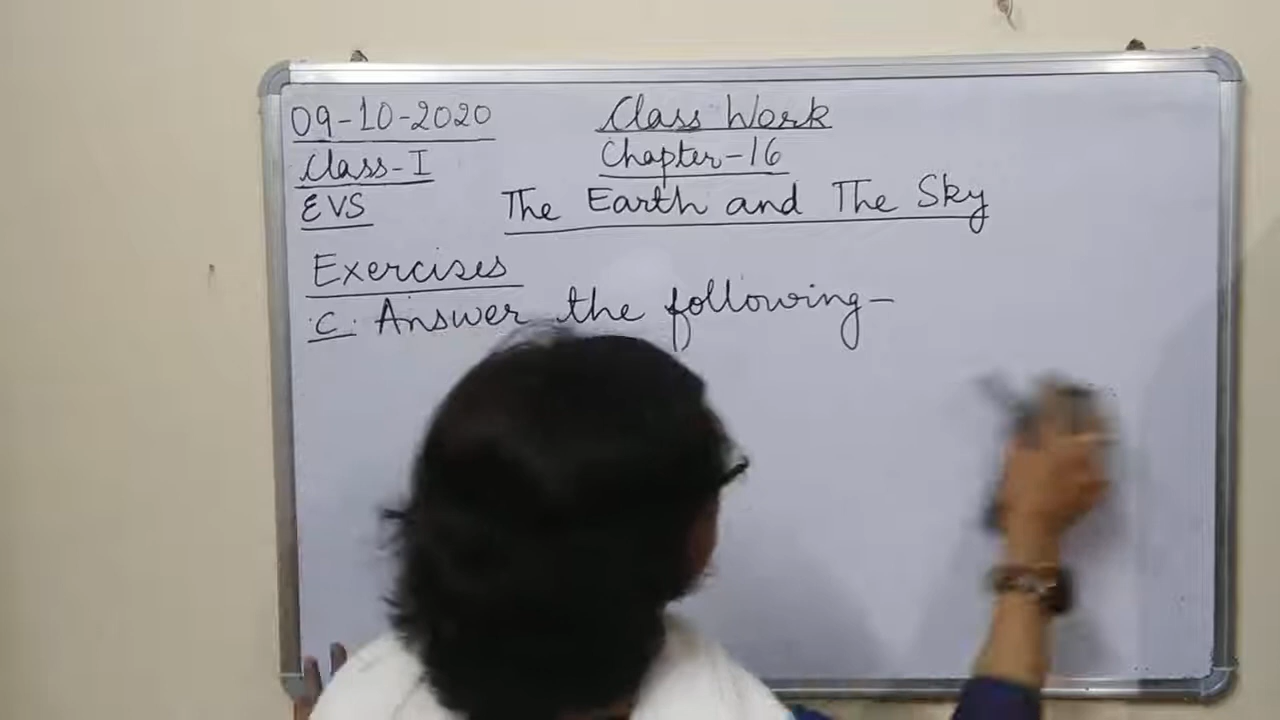 09-10-2020 Class Work
Class-I Chapter-16
EVS The Earth and The Sky
Exercises
C. Answer the following-